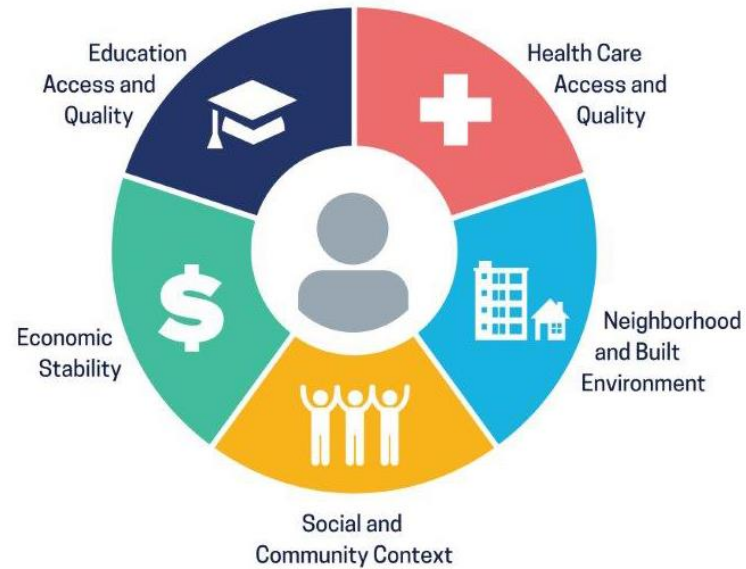 Education
Access and
Quality
Health Care
Access and
Quality
$
Economic
Stability
Neighborhood
and Built
Environment
Social and
Community Context